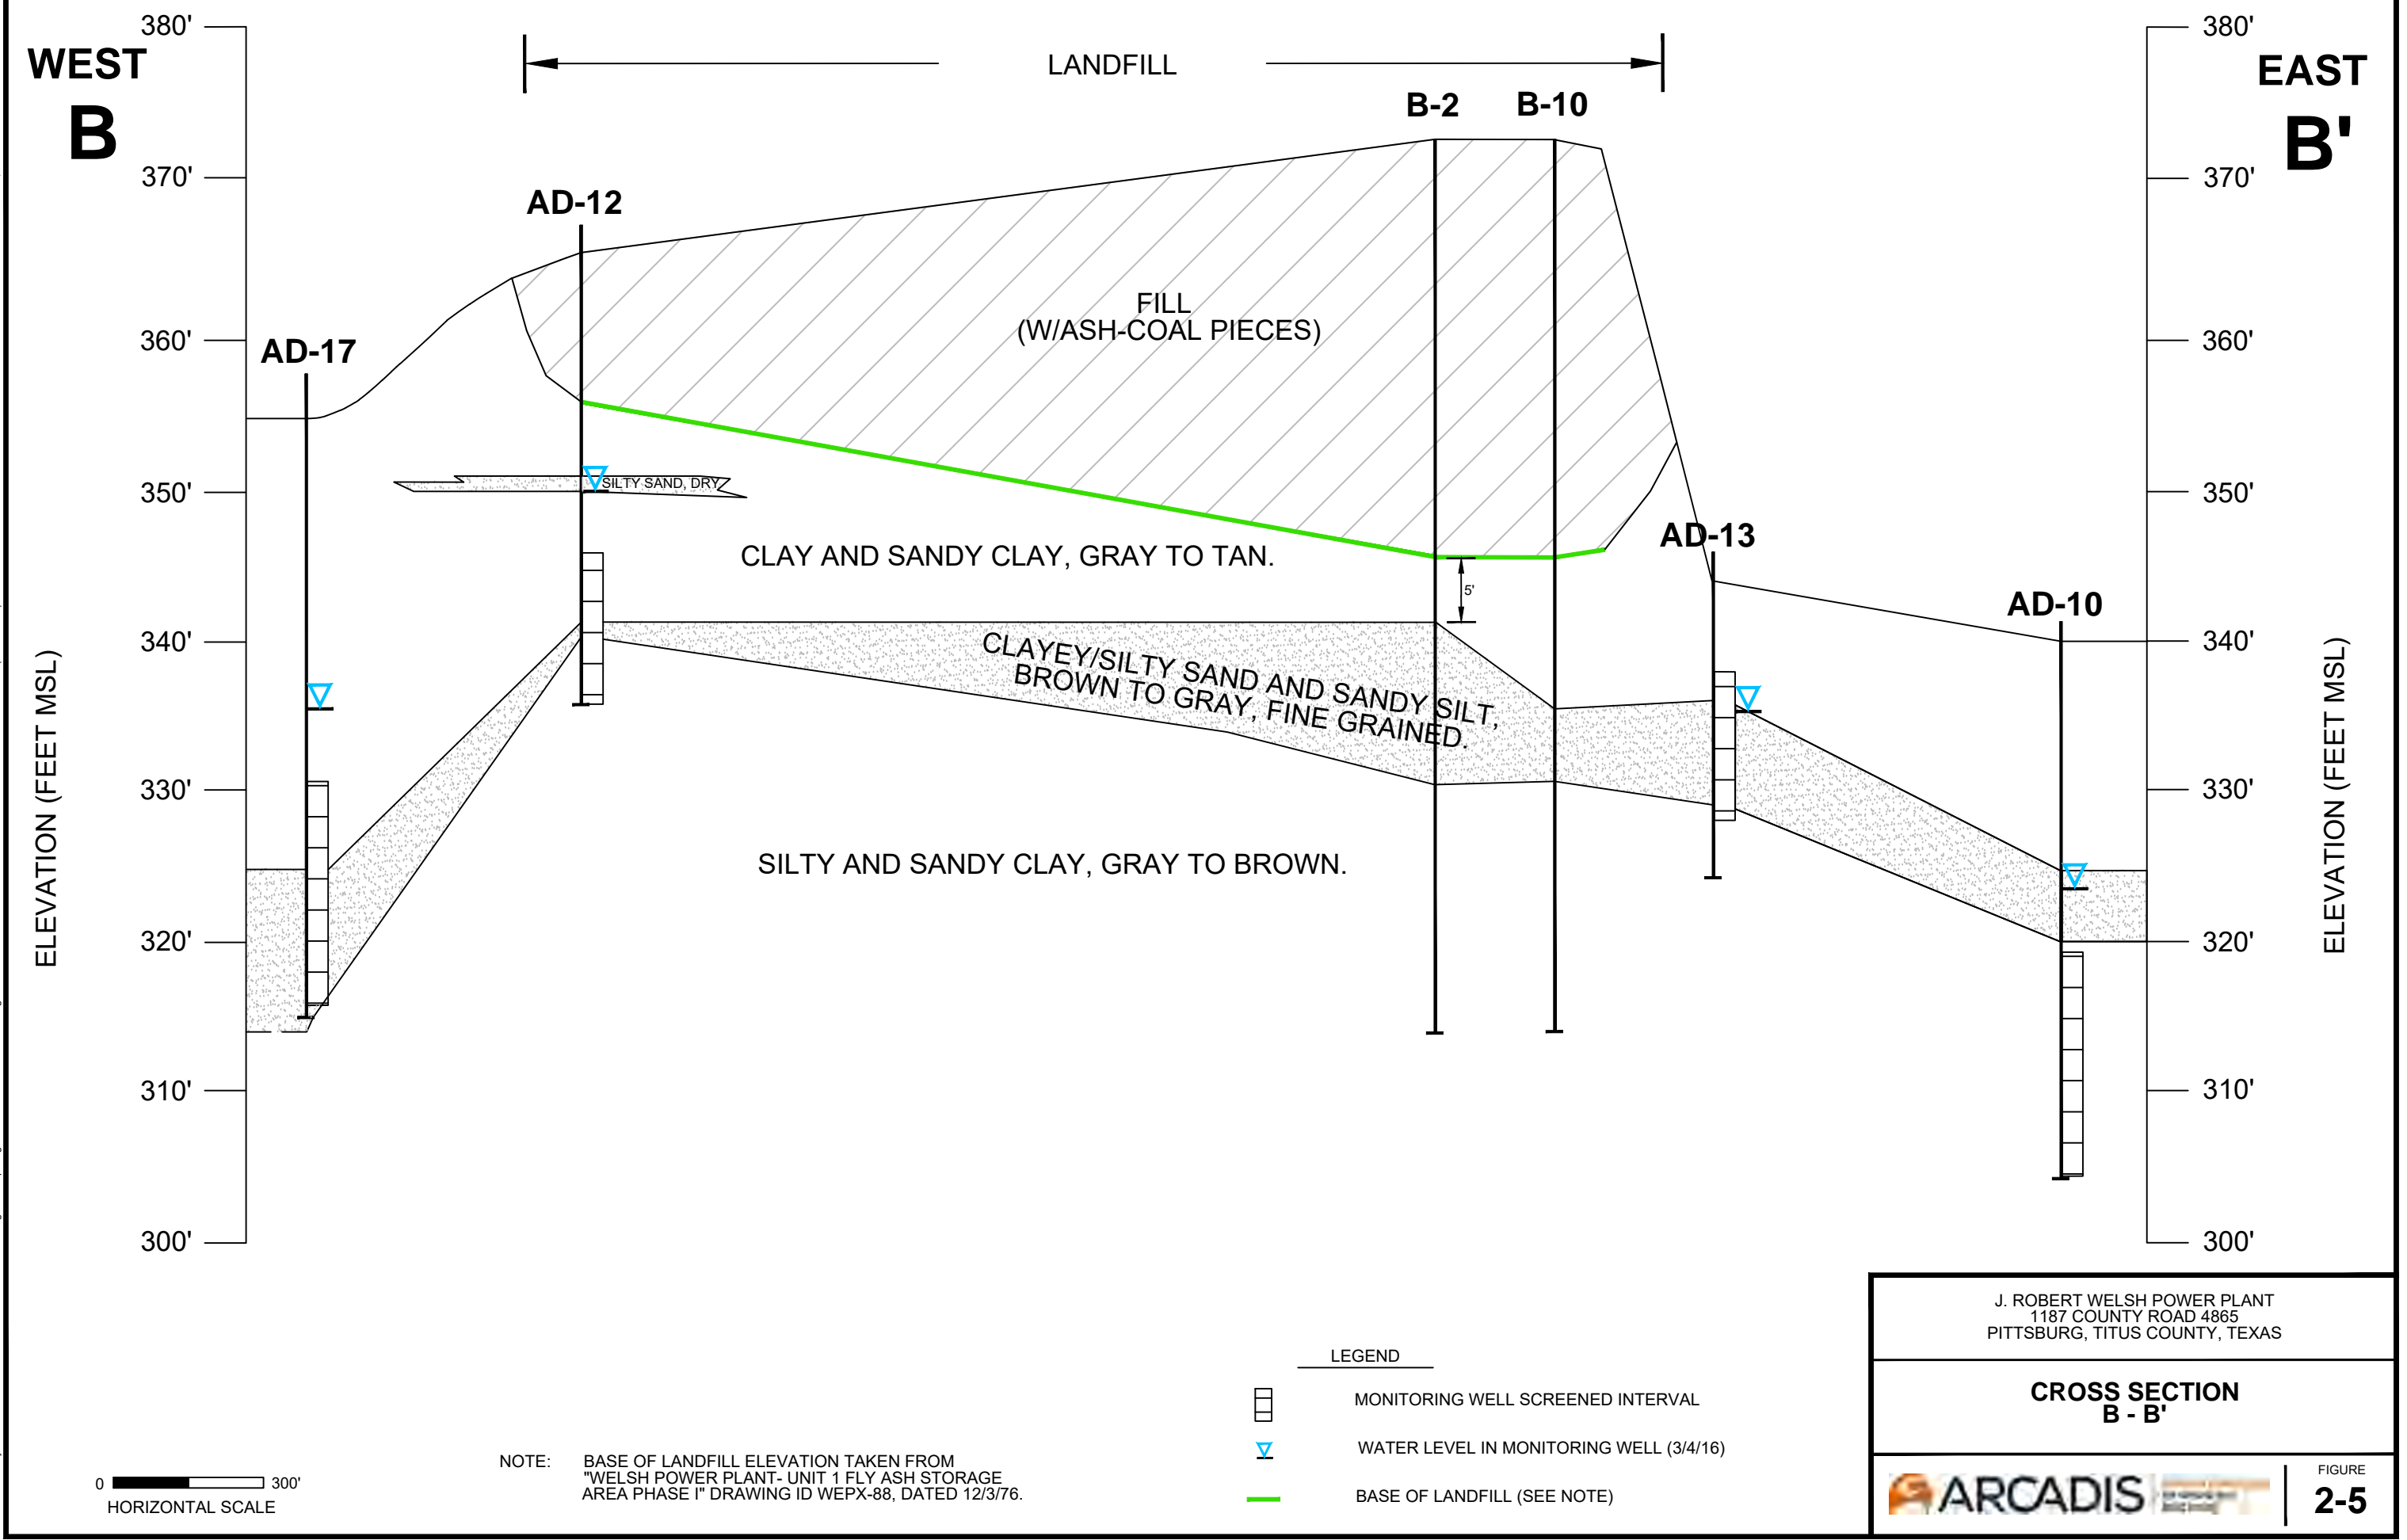 WEST
B
EAST
B'
380'
370'
360'
350'
340'
330'
320'
310'
300'
ELEVATION (FEET MSL)
380'
370'
360'
350'
340'
330'
320'
310'
300'
ELEVATION (FEET MSL)
LANDFILL
B-2
B-10
AD-12
AD-17
AD-13
AD-10
FILL
(W/ASH-COAL PIECES)
SILTY SAND, DRY
CLAY AND SANDY CLAY, GRAY TO TAN.
5'
CLAYEY/SILTY SAND AND SANDY SILT,
BROWN TO GRAY, FINE GRAINED.
SILTY AND SANDY CLAY, GRAY TO BROWN.
0 300'
HORIZONTAL SCALE
NOTE: BASE OF LANDFILL ELEVATION TAKEN FROM
"WELSH POWER PLANT- UNIT 1 FLY ASH STORAGE
AREA PHASE I" DRAWING ID WEPX-88, DATED 12/3/76.
LEGEND
MONITORING WELL SCREENED INTERVAL
WATER LEVEL IN MONITORING WELL (3/4/16)
BASE OF LANDFILL (SEE NOTE)
J. ROBERT WELSH POWER PLANT
1187 COUNTY ROAD 4865
PITTSBURG, TITUS COUNTY, TEXAS
CROSS SECTION
B - B'
ARCADIS
FIGURE
2-5